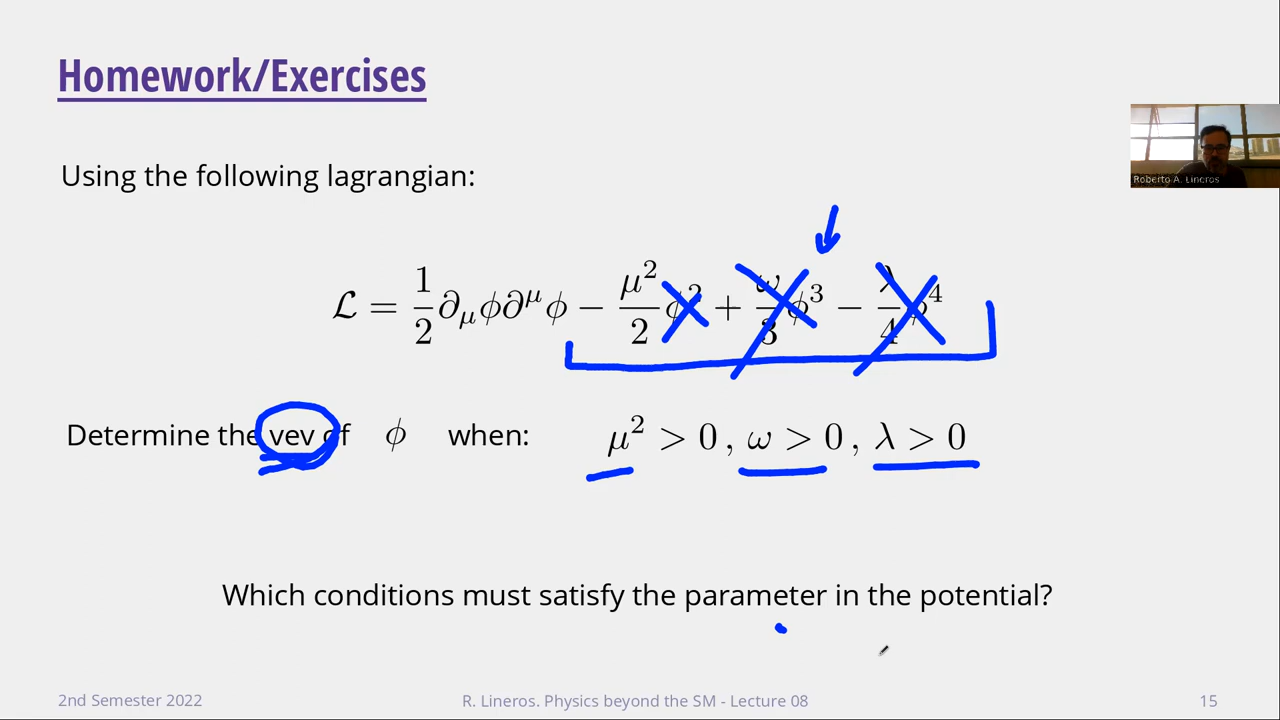 Homework/Exercises
Roberto A. Lineros
Using the following lagrangian:
ℒ = 1/2 ∂_μϕ∂^μϕ − μ²/2 ϕ² + ω/3 ϕ³ − λ/4 ϕ⁴
Determine the vev of ϕ when: μ² > 0 , ω > 0 , λ > 0
Which conditions must satisfy the parameter in the potential?
2nd Semester 2022 R. Lineros. Physics beyond the SM - Lecture 08 15